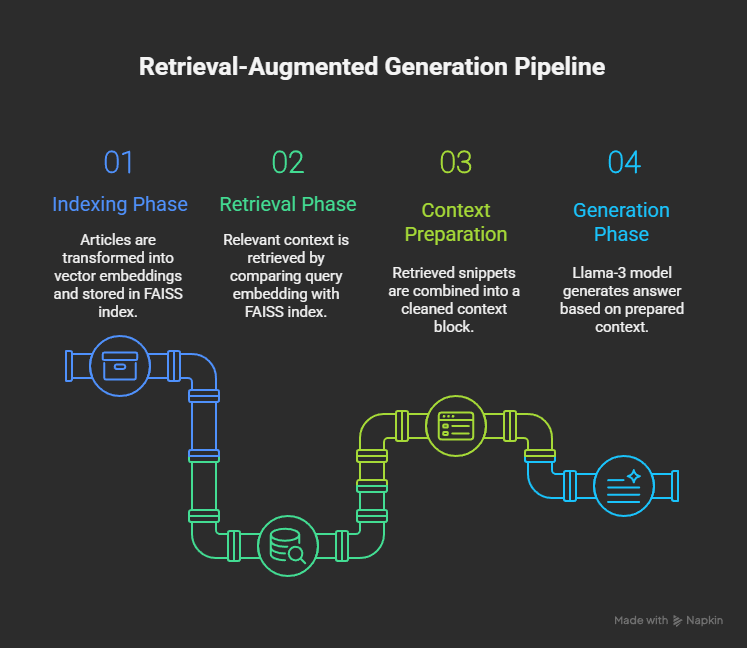 Retrieval-Augmented Generation Pipeline
01
Indexing Phase
Articles are
transformed into
vector embeddings
and stored in FAISS
index.
02
Retrieval Phase
Relevant context is
retrieved by
comparing query
embedding with
FAISS index.
03
Context
Preparation
Retrieved snippets
are combined into a
cleaned context
block.
04
Generation
Phase
Llama-3 model
generates answer
based on prepared
context.
Made with Napkin